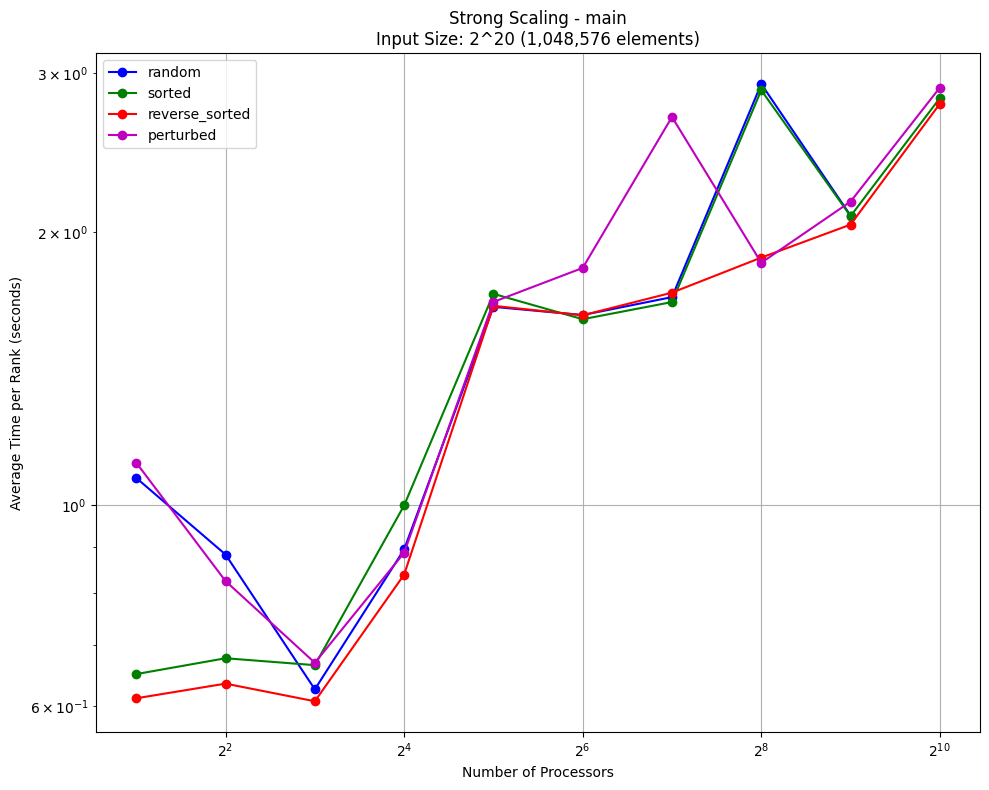 Strong Scaling - main
Input Size: 2^20 (1,048,576 elements)
random
sorted
reverse_sorted
perturbed
3 × 10⁰
2 × 10⁰
10⁰
6 × 10⁻¹
Average Time per Rank (seconds)
2² 2⁴ 2⁶ 2⁸ 2¹⁰
Number of Processors